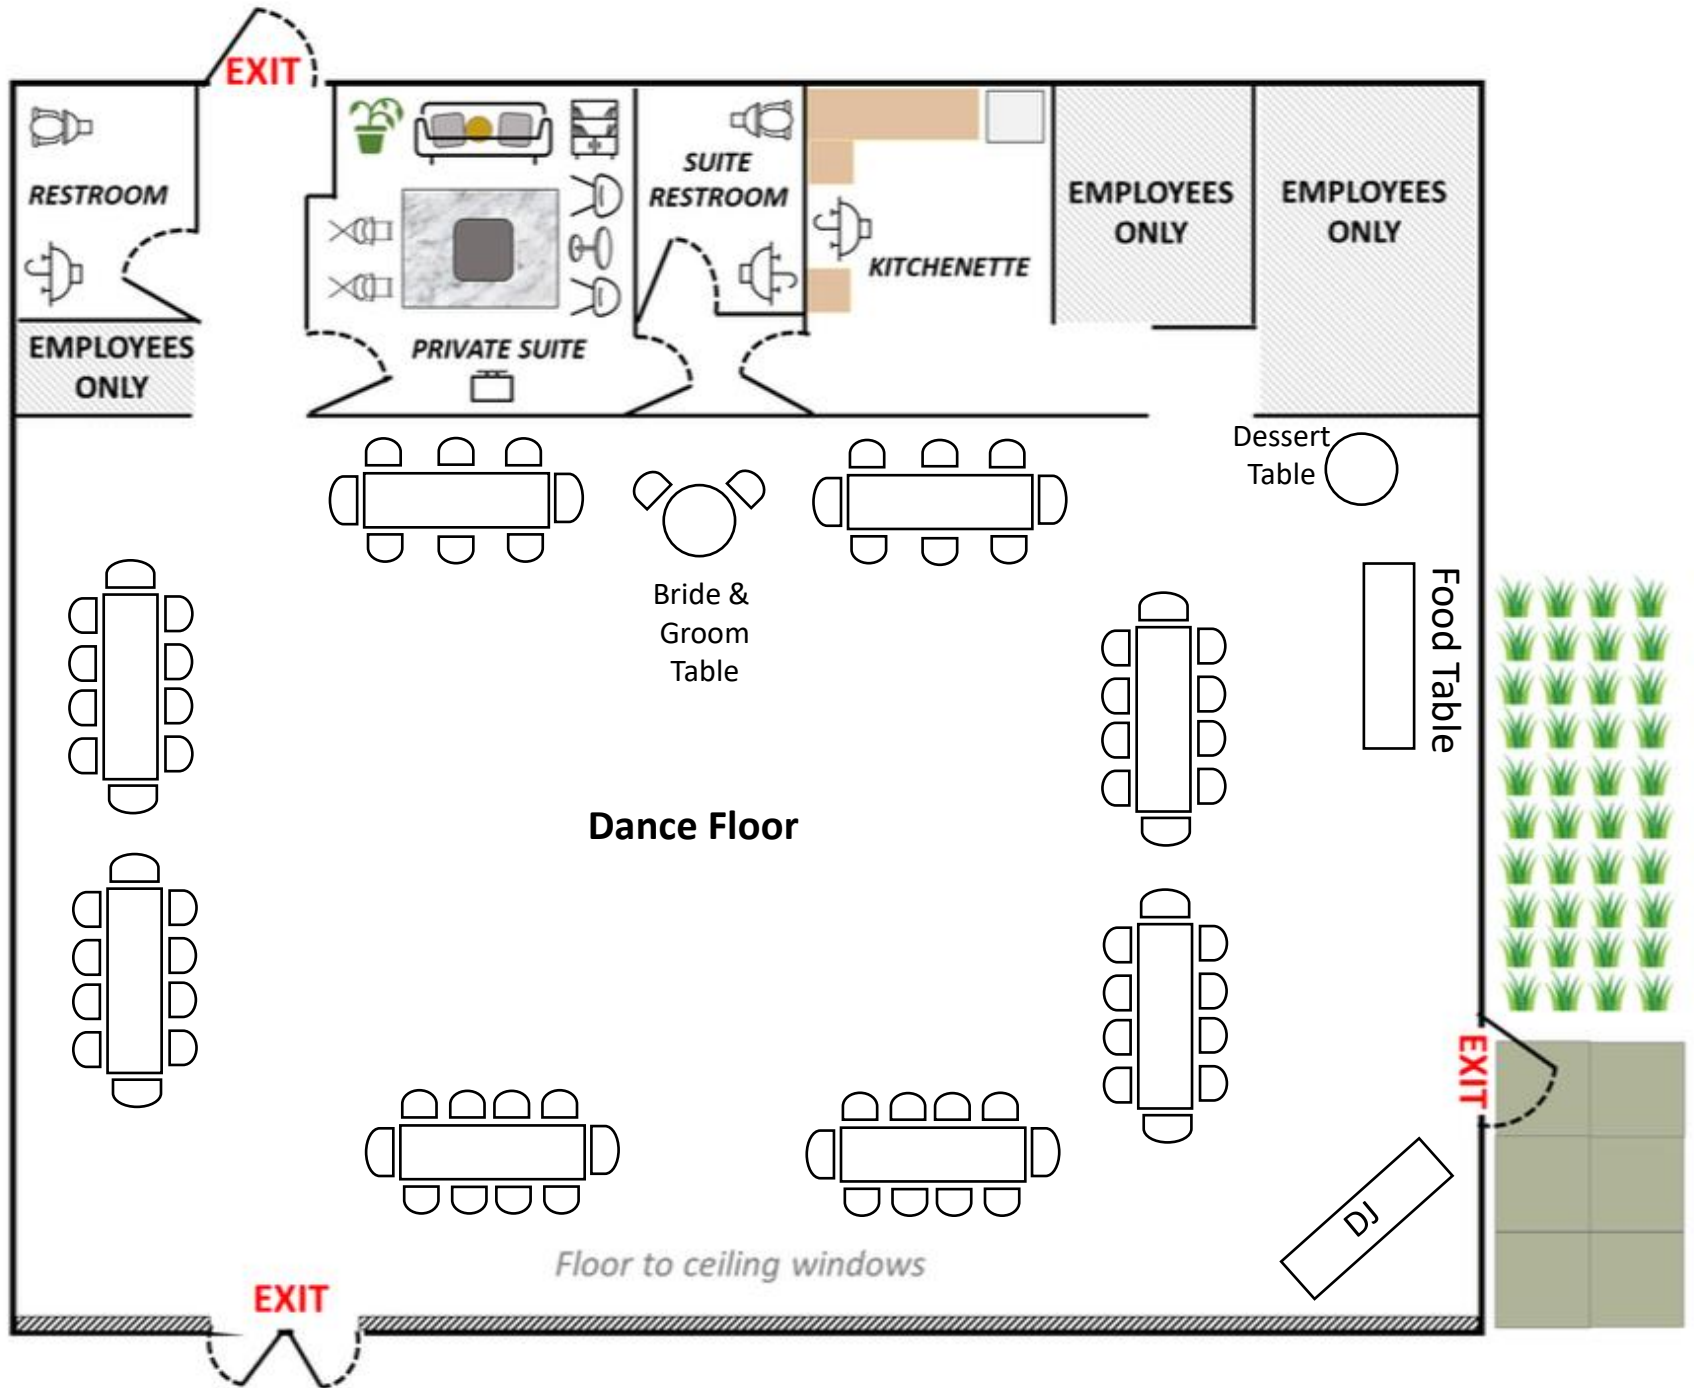 EXIT
RESTROOM
SUITE
RESTROOM
EMPLOYEES
ONLY
EMPLOYEES
ONLY
KITCHENETTE
EMPLOYEES
ONLY
PRIVATE SUITE
Dessert
Table
Bride &
Groom
Table
Food Table
Dance Floor
EXIT
DJ
Floor to ceiling windows
EXIT